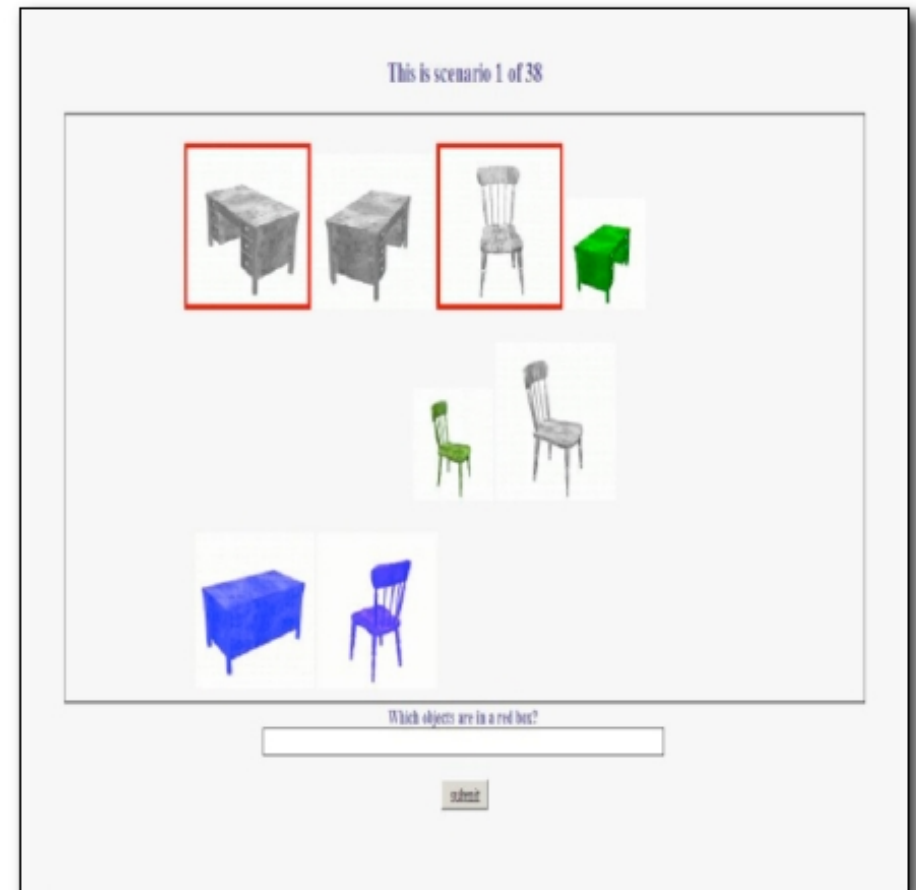 This is scenario 1 of 38
Which objects are in a red box?
submit